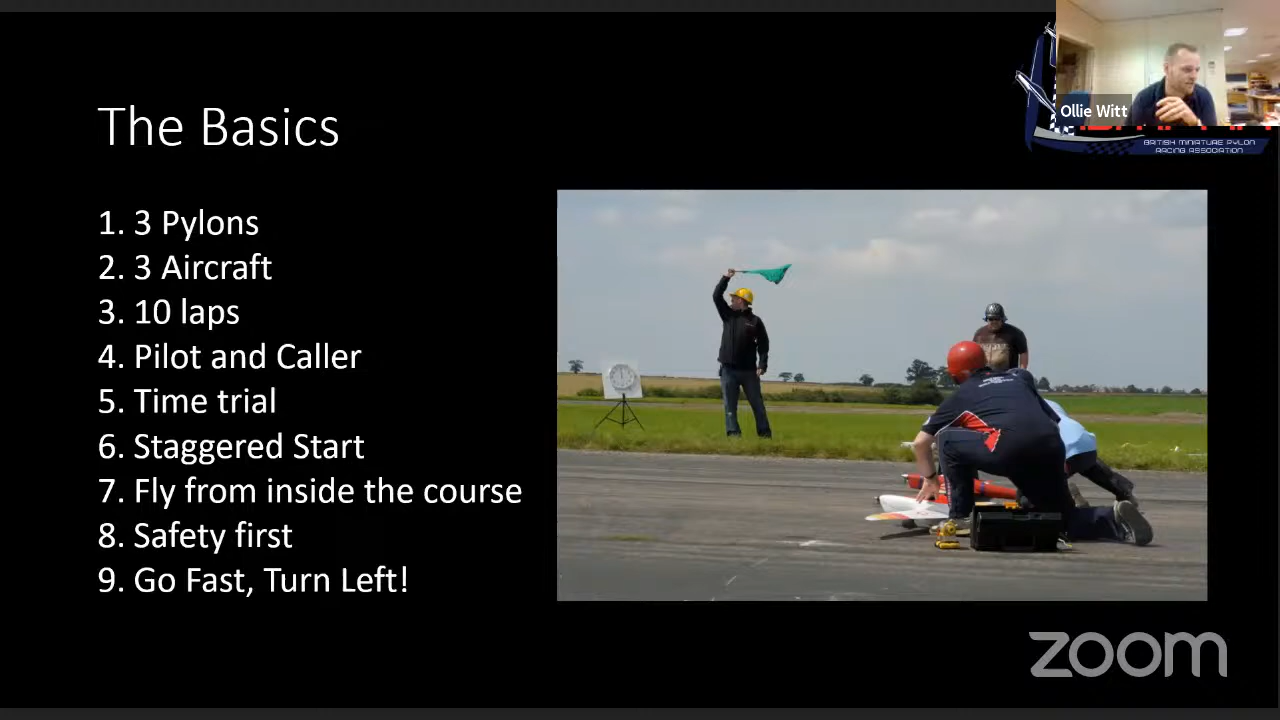 The Basics
1. 3 Pylons
2. 3 Aircraft
3. 10 laps
4. Pilot and Caller
5. Time trial
6. Staggered Start
7. Fly from inside the course
8. Safety first
9. Go Fast, Turn Left!
Ollie Witt
BRITISH MINIATURE PYLON
RACING ASSOCIATION
zoom